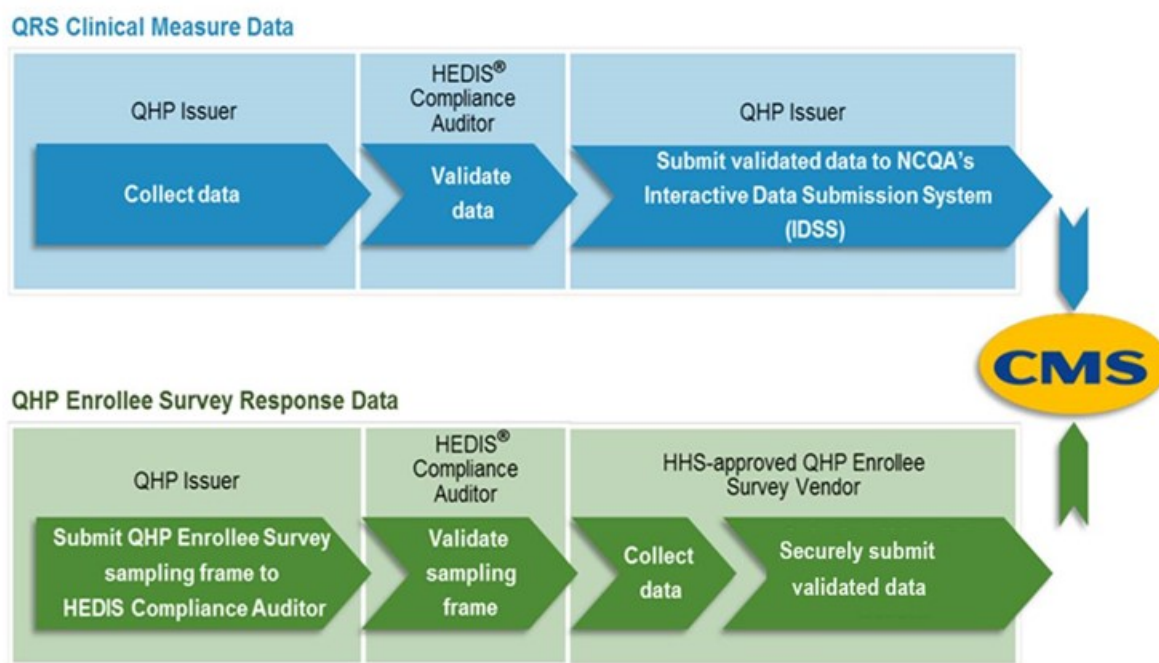 QRS Clinical Measure Data
QHP Issuer
HEDIS®
Compliance
Auditor
QHP Issuer
Collect data
Validate
data
Submit validated data to NCQA's
Interactive Data Submission System
(IDSS)
CMS
QHP Enrollee Survey Response Data
QHP Issuer
HEDIS®
Compliance
Auditor
HHS-approved QHP Enrollee
Survey Vendor
Submit QHP Enrollee Survey
sampling frame to
HEDIS Compliance Auditor
Validate
sampling
frame
Collect
data
Securely submit
validated data